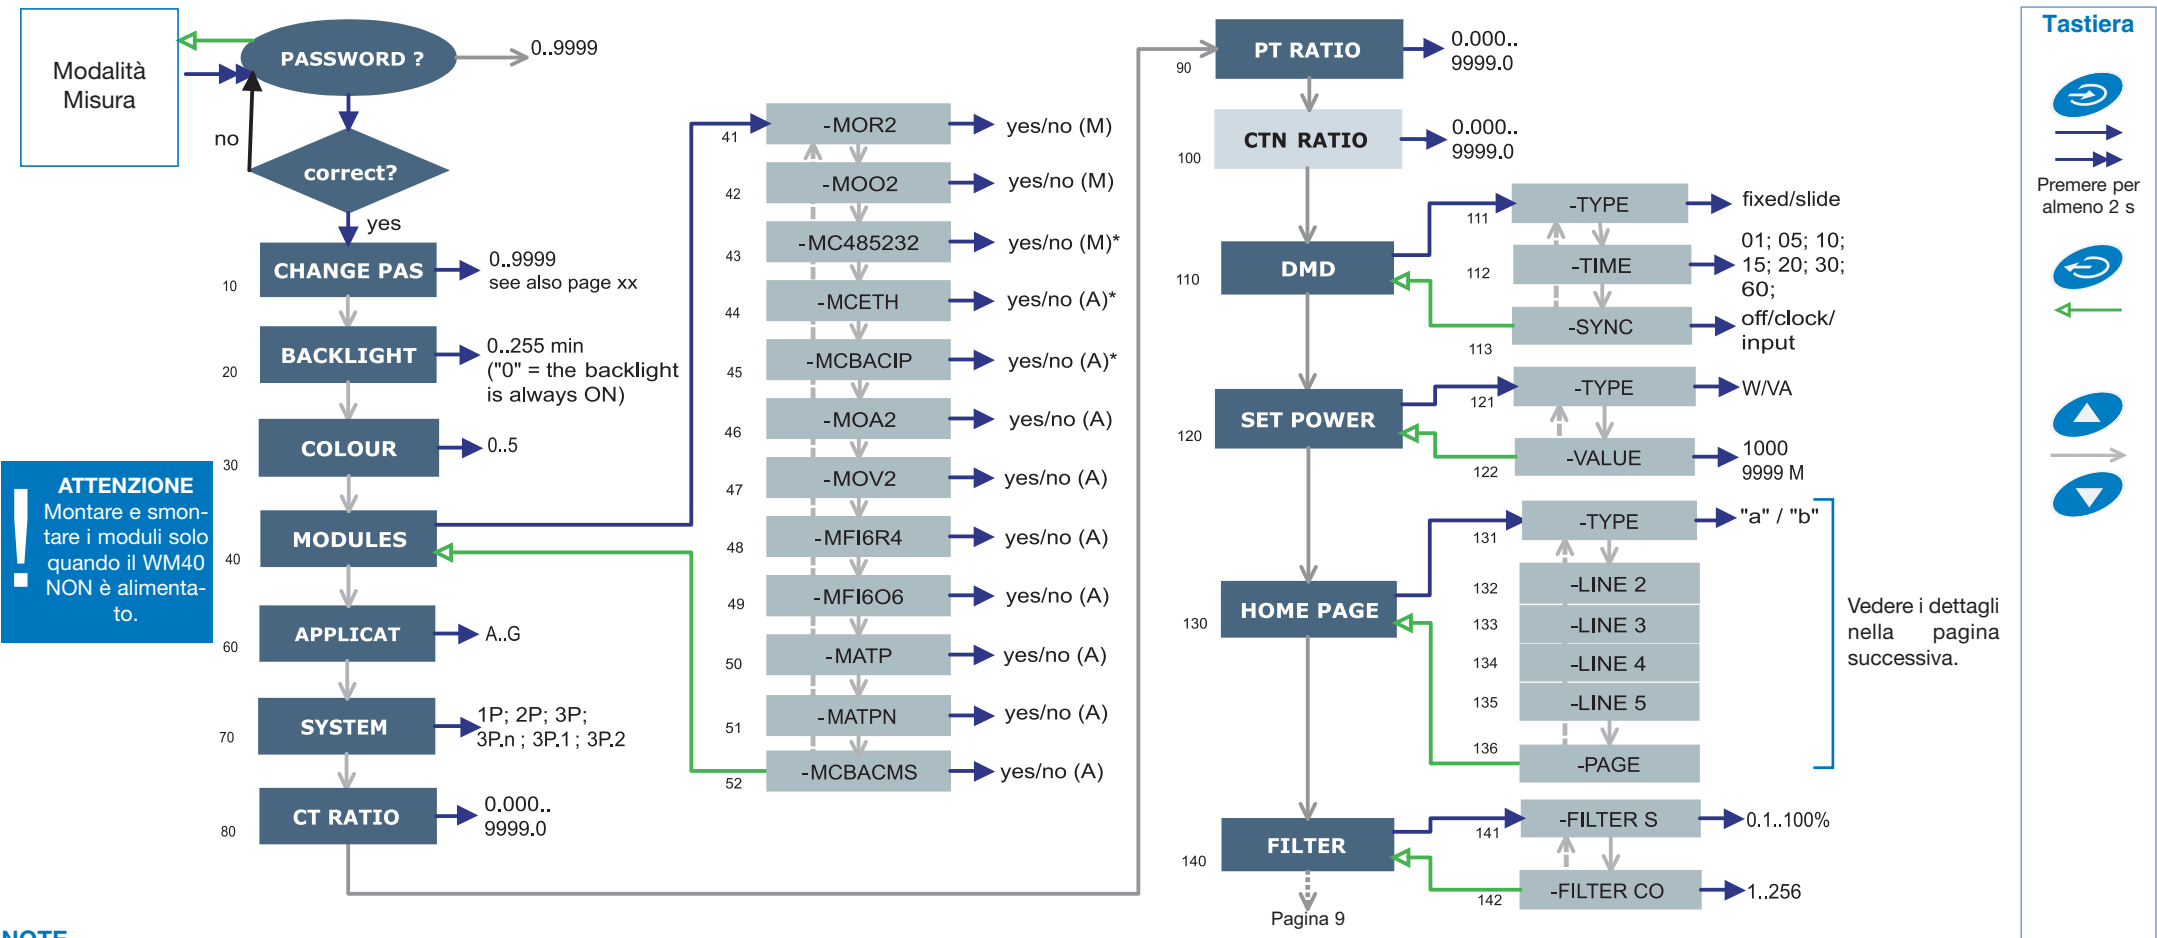 Modalità
Misura
PASSWORD ?
0..9999
no
correct?
yes
CHANGE PAS
10
0..9999
see also page xx
BACKLIGHT
20
0..255 min
("0" = the backlight
is always ON)
COLOUR
30
0..5
ATTENZIONE
!
Montare e smon-
tare i moduli solo
quando il WM40
NON è alimenta-
to.
MODULES
40
APPLICAT
60
A..G
SYSTEM
70
1P; 2P; 3P;
3P.n ; 3P.1 ; 3P.2
CT RATIO
80
0.000..
9999.0
41
-MOR2
yes/no (M)
42
-MOO2
yes/no (M)
43
-MC485232
yes/no (M)*
44
-MCETH
yes/no (A)*
45
-MCBACIP
yes/no (A)*
46
-MOA2
yes/no (A)
47
-MOV2
yes/no (A)
48
-MFI6R4
yes/no (A)
49
-MFI6O6
yes/no (A)
50
-MATP
yes/no (A)
51
-MATPN
yes/no (A)
52
-MCBACMS
yes/no (A)
90
PT RATIO
0.000..
9999.0
100
CTN RATIO
0.000..
9999.0
110
DMD
111
-TYPE
fixed/slide
112
-TIME
01; 05; 10;
15; 20; 30;
60;
113
-SYNC
off/clock/
input
120
SET POWER
121
-TYPE
W/VA
122
-VALUE
1000
9999 M
130
HOME PAGE
131
-TYPE
"a" / "b"
132
-LINE 2
133
-LINE 3
134
-LINE 4
135
-LINE 5
136
-PAGE
Vedere i dettagli
nella pagina
successiva.
140
FILTER
141
-FILTER S
0.1..100%
142
-FILTER CO
1..256
Pagina 9
Tastiera
Premere per
almeno 2 s
NOTE